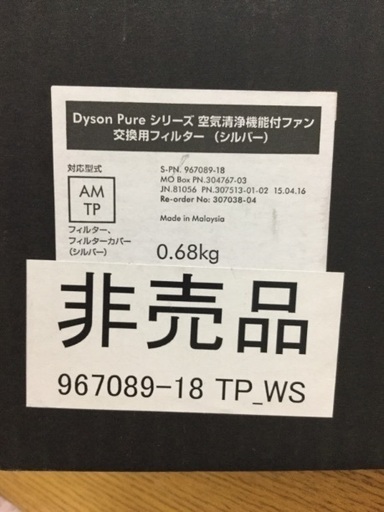 Dyson Pure シリーズ 空気清浄機能付ファン
交換用フィルター （シルバー）
対応型式
AM
TP
フィルター、
フィルターカバー
（シルバー）
S-PN. 967089-18
MO Box PN.304767-03
JN.81056 PN.307513-01-02 15.04.16
Re-order No: 307038-04
Made in Malaysia
0.68kg
非売品
967089-18 TP_WS